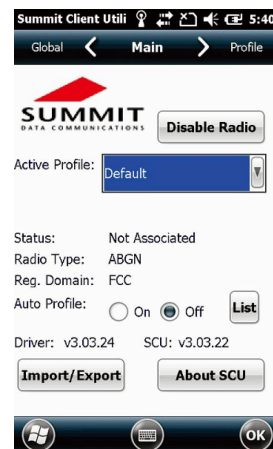 Summit Client Utili 5:40
Global Main Profile
SUMMIT
DATA COMMUNICATIONS
Disable Radio
Active Profile: Default
Status: Not Associated
Radio Type: ABGN
Reg. Domain: FCC
Auto Profile: On Off List
Driver: v3.03.24 SCU: v3.03.22
Import/Export About SCU
OK